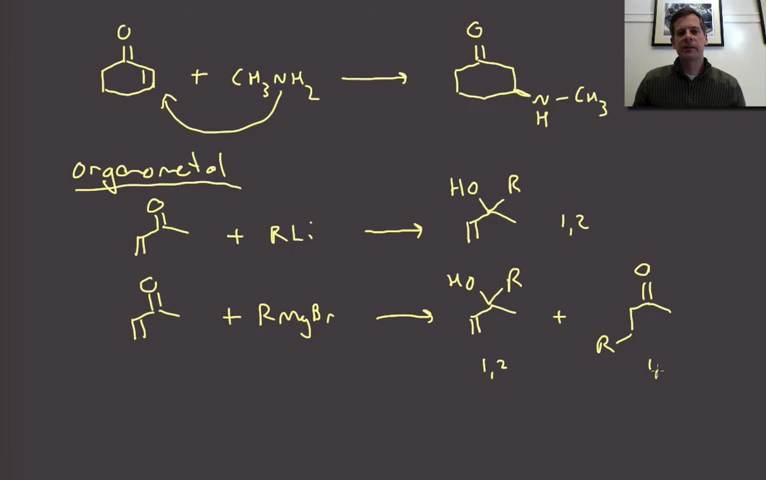 O + CH3NH2 O N-CH3
H
Organometal
O + RLi HO R 1,2
O + RMgBr HO R + O
R
1,2